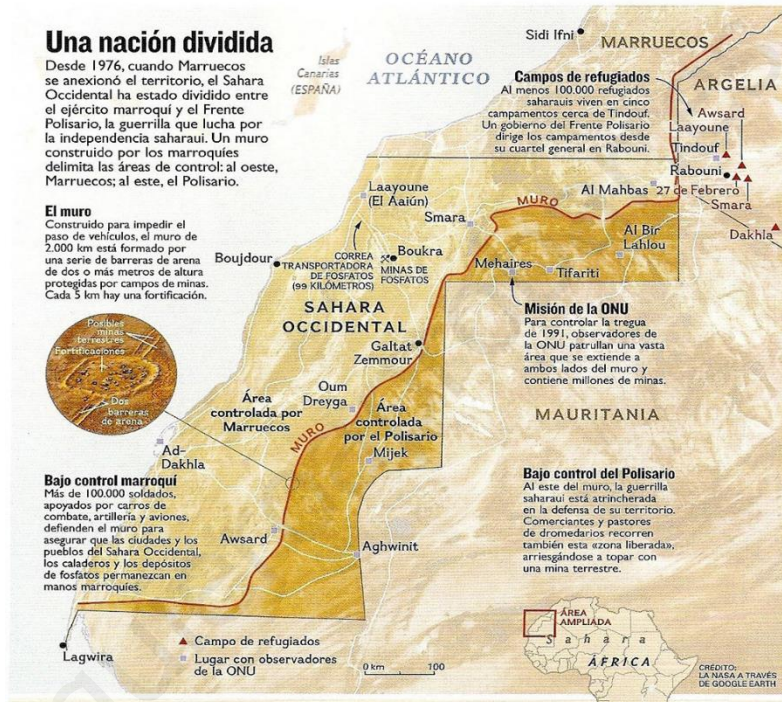 Una nación dividida
Desde 1976, cuando Marruecos
se anexionó el territorio, el Sahara
Occidental ha estado dividido entre
el ejército marroquí y el Frente
Polisario, la guerrilla que lucha por
la independencia saharaui. Un muro
construido por los marroquíes
delimita las áreas de control: al oeste,
Marruecos; al este, el Polisario.
El muro
Construido para impedir el
paso de vehículos, el muro de
2.000 km está formado por
una serie de barreras de arena
de dos o más metros de altura
protegidas por campos de minas.
Cada 5 km hay una fortificación.
Posibles
minas
terrestres
Fortificaciones
Dos
barreras
de arena
Bajo control marroquí
Más de 100.000 soldados,
apoyados por carros de
combate, artillería y aviones,
defienden el muro para
asegurar que las ciudades y los
pueblos del Sahara Occidental,
los caladeros y los depósitos
de fosfatos permanezcan en
manos marroquíes.
Islas
Canarias
(ESPAÑA)
OCÉANO
ATLÁNTICO
Sidi Ifni
MARRUECOS
ARGELIA
Campos de refugiados
Al menos 100.000 refugiados
saharauis viven en cinco
campamentos cerca de Tindouf.
Un gobierno del Frente Polisario
dirige los campamentos desde
su cuartel general en Rabouni.
Awsard
Laayoune
Tindouf
Rabouni
27 de Febrero
Smara
Dakhla
Al Mahbas
MURO
Laayoune
(El Aaiún)
Smara
Al Bir
Lahlou
Boujdour
CORREA
TRANSPORTADORA
DE FOSFATOS
(99 KILÓMETROS)
Boukra
MINAS DE
FOSFATOS
Mehaires
Tifariti
SAHARA
OCCIDENTAL
Galtat
Zemmour
Misión de la ONU
Para controlar la tregua
de 1991, observadores de
la ONU patrullan una vasta
área que se extiende a
ambos lados del muro y
contiene millones de minas.
Oum
Dreyga
Área
controlada por
Marruecos
Área
controlada
por el Polisario
MURO
Mijek
MAURITANIA
Ad-
Dakhla
Awsard
Aghwinit
Bajo control del Polisario
Al este del muro, la guerrilla
saharaui está atrincherada
en la defensa de su territorio.
Comerciantes y pastores
de dromedarios recorren
también esta «zona liberada»,
arriesgándose a topar con
una mina terrestre.
Lagwira
Campo de refugiados
Lugar con observadores
de la ONU
0 km 100
ÁREA
AMPLIADA
Sahara
ÁFRICA
CRÉDITO:
LA NASA A TRAVÉS
DE GOOGLE EARTH